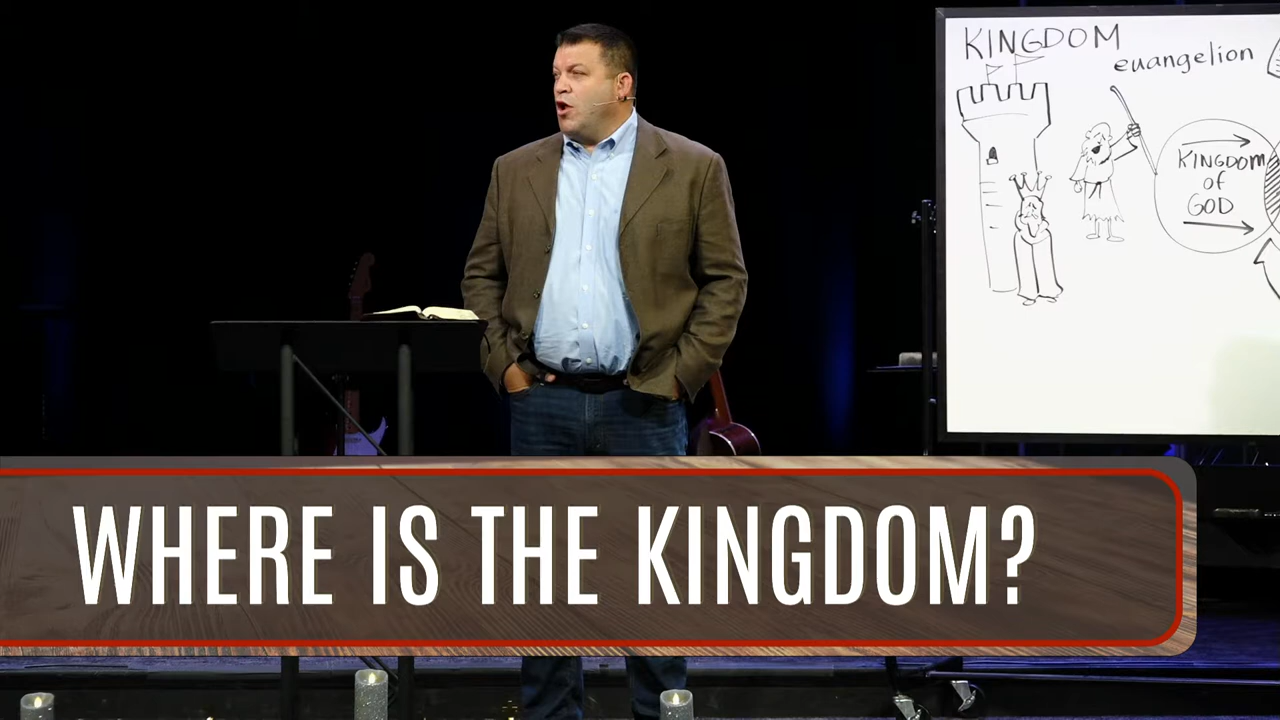 KINGDOM
euangelion
KINGDOM
of
GOD
WHERE IS THE KINGDOM?